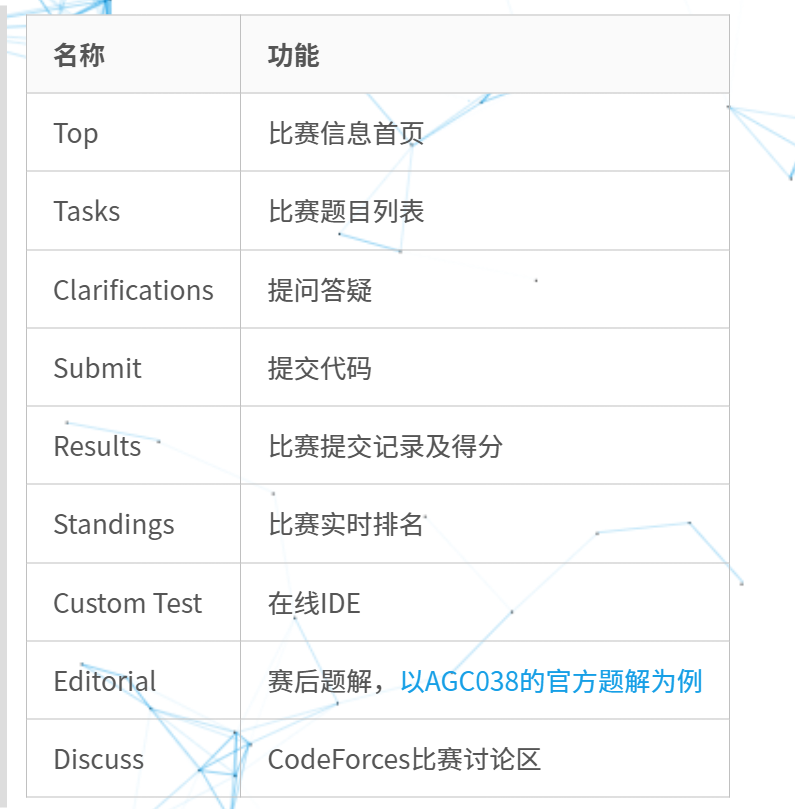 名称 功能
Top 比赛信息首页
Tasks 比赛题目列表
Clarifications 提问答疑
Submit 提交代码
Results 比赛提交记录及得分
Standings 比赛实时排名
Custom Test 在线IDE
Editorial 赛后题解，以AGC038的官方题解为例
Discuss CodeForces比赛讨论区